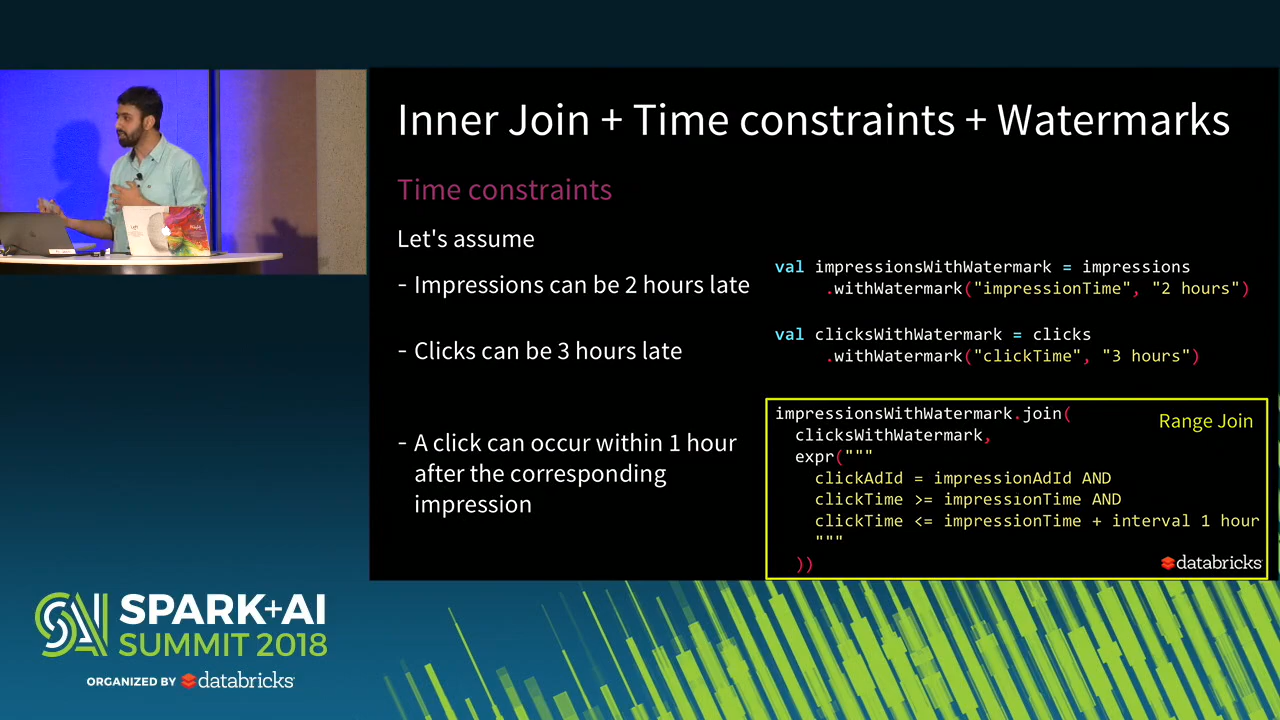 Inner Join + Time constraints + Watermarks
Time constraints
Let's assume
- Impressions can be 2 hours late
- Clicks can be 3 hours late
- A click can occur within 1 hour
after the corresponding
impression
val impressionsWithWatermark = impressions
.withWatermark("impressionTime", "2 hours")
val clicksWithWatermark = clicks
.withWatermark("clickTime", "3 hours")
impressionsWithWatermark.join(
clicksWithWatermark,
expr("""
clickAdId = impressionAdId AND
clickTime >= impressionTime AND
clickTime <= impressionTime + interval 1 hour
"""
))
Range Join
databricks
SAI
SPARK+AI
SUMMIT 2018
ORGANIZED BY databricks